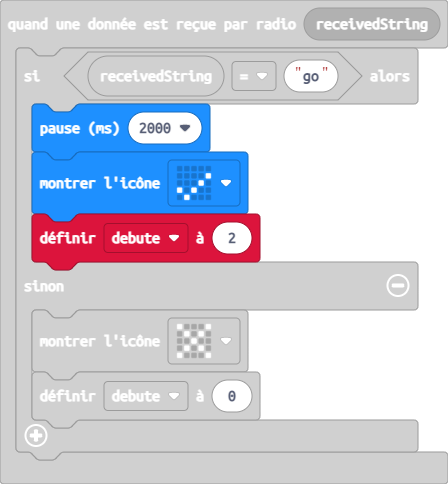 quand une donnée est reçue par radio receivedString
si receivedString = "go" alors
pause (ms) 2000
montrer l'icône
définir debute à 2
sinon
montrer l'icône
définir debute à 0